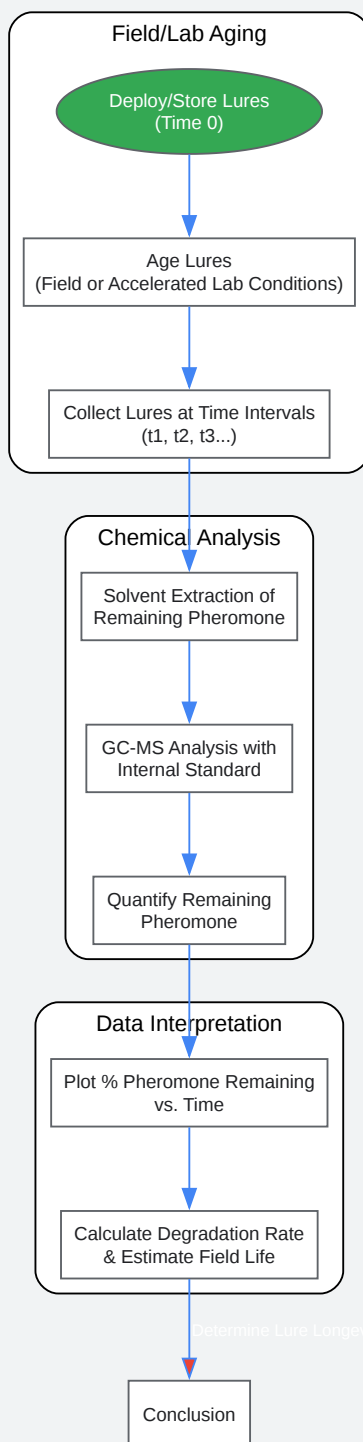 Field/Lab Aging
Deploy/Store Lures
(Time 0)
Age Lures
(Field or Accelerated Lab Conditions)
Collect Lures at Time Intervals
(t1, t2, t3...)
Chemical Analysis
Solvent Extraction of
Remaining Pheromone
GC-MS Analysis with
Internal Standard
Quantify Remaining
Pheromone
Data Interpretation
Plot % Pheromone Remaining
vs. Time
Calculate Degradation Rate
& Estimate Field Life
Determine Lure
Conclusion